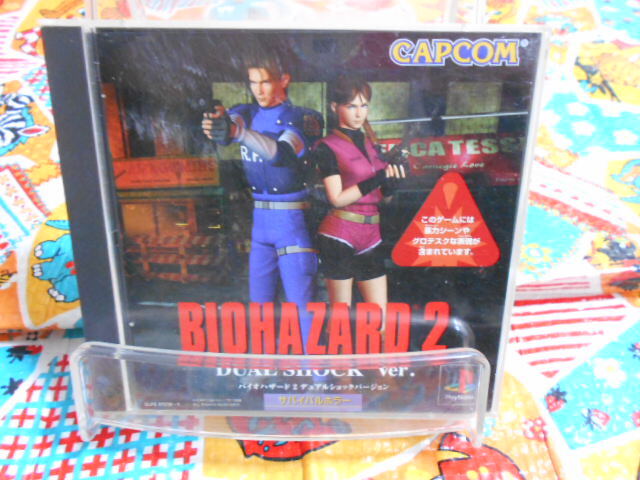 CAPCOM
R.P.
CATESS
Carnegie Love
このゲームには
暴力シーンや
グロテスクな表現が
含まれています。
BIOHAZARD 2
DUAL SHOCK ver.
バイオハザード2 デュアルショックバージョン
サバイバルホラー
PlayStation